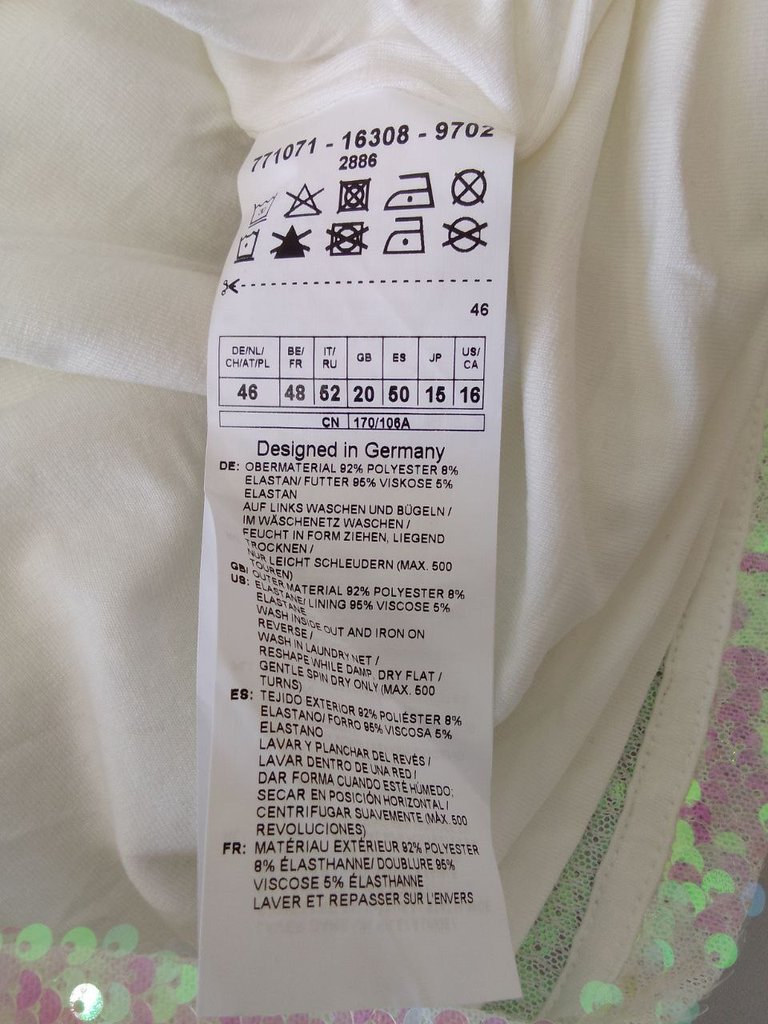 771071 - 16308 - 9702
2886
46
DE/NL/ CH/AT/PL BE/ FR IT/ RU GB ES JP US/ CA
46 48 52 20 50 15 16
CN 170/106A
Designed in Germany
DE: OBERMATERIAL 92% POLYESTER 8%
ELASTAN/ FUTTER 95% VISKOSE 5%
ELASTAN
AUF LINKS WASCHEN UND BÜGELN /
IM WÄSCHENETZ WASCHEN /
FEUCHT IN FORM ZIEHEN, LIEGEND
TROCKNEN /
NUR LEICHT SCHLEUDERN (MAX. 500
TOUREN)
GB/ US: OUTER MATERIAL 92% POLYESTER 8%
ELASTANE/ LINING 95% VISCOSE 5%
ELASTANE
WASH INSIDE OUT AND IRON ON
REVERSE /
WASH IN LAUNDRY NET /
RESHAPE WHILE DAMP, DRY FLAT /
GENTLE SPIN DRY ONLY (MAX. 500
TURNS)
ES: TEJIDO EXTERIOR 92% POLIÉSTER 8%
ELASTANO/ FORRO 95% VISCOSA 5%
ELASTANO
LAVAR Y PLANCHAR DEL REVÉS /
LAVAR DENTRO DE UNA RED /
DAR FORMA CUANDO ESTÉ HÚMEDO;
SECAR EN POSICIÓN HORIZONTAL /
CENTRIFUGAR SUAVEMENTE (MÁX. 500
REVOLUCIONES)
FR: MATÉRIAU EXTÉRIEUR 92% POLYESTER
8% ÉLASTHANNE/ DOUBLURE 95%
VISCOSE 5% ÉLASTHANNE
LAVER ET REPASSER SUR L'ENVERS